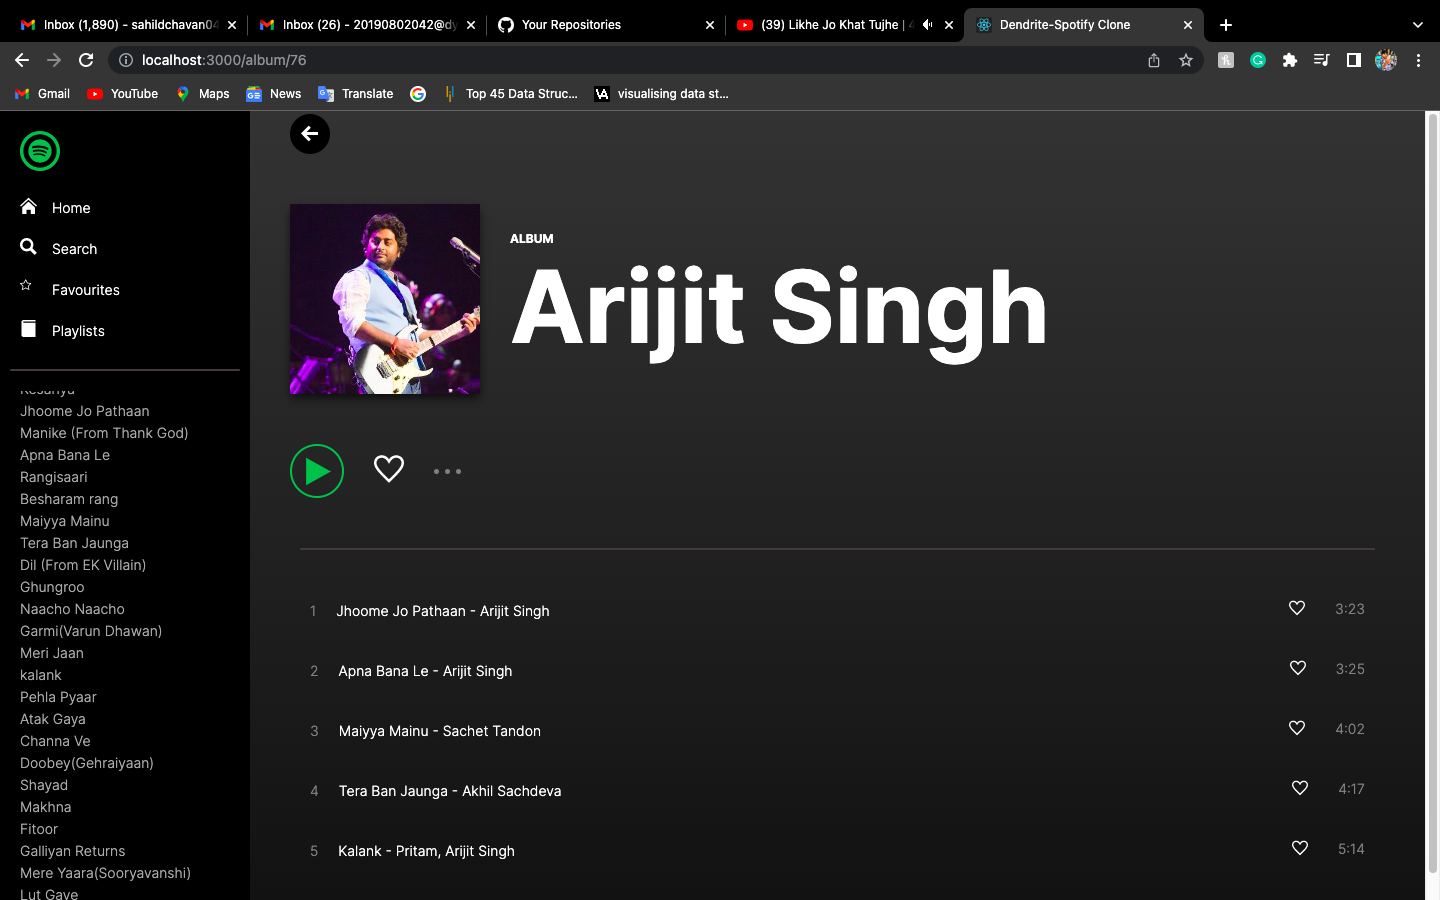 Inbox (1,890) - sahildchavan04
Inbox (26) - 20190802042@dy
Your Repositories
(39) Likhe Jo Khat Tujhe | 4
Dendrite-Spotify Clone
localhost:3000/album/76
Gmail
YouTube
Maps
News
Translate
Top 45 Data Struc...
visualising data st...
Home
Search
Favourites
Playlists
Kesariya
Jhoome Jo Pathaan
Manike (From Thank God)
Apna Bana Le
Rangisaari
Besharam rang
Maiyya Mainu
Tera Ban Jaunga
Dil (From EK Villain)
Ghungroo
Naacho Naacho
Garmi(Varun Dhawan)
Meri Jaan
kalank
Pehla Pyaar
Atak Gaya
Channa Ve
Doobey(Gehraiyaan)
Shayad
Makhna
Fitoor
Galliyan Returns
Mere Yaara(Sooryavanshi)
Lut Gaye
ALBUM
Arijit Singh
1 Jhoome Jo Pathaan - Arijit Singh 3:23
2 Apna Bana Le - Arijit Singh 3:25
3 Maiyya Mainu - Sachet Tandon 4:02
4 Tera Ban Jaunga - Akhil Sachdeva 4:17
5 Kalank - Pritam, Arijit Singh 5:14